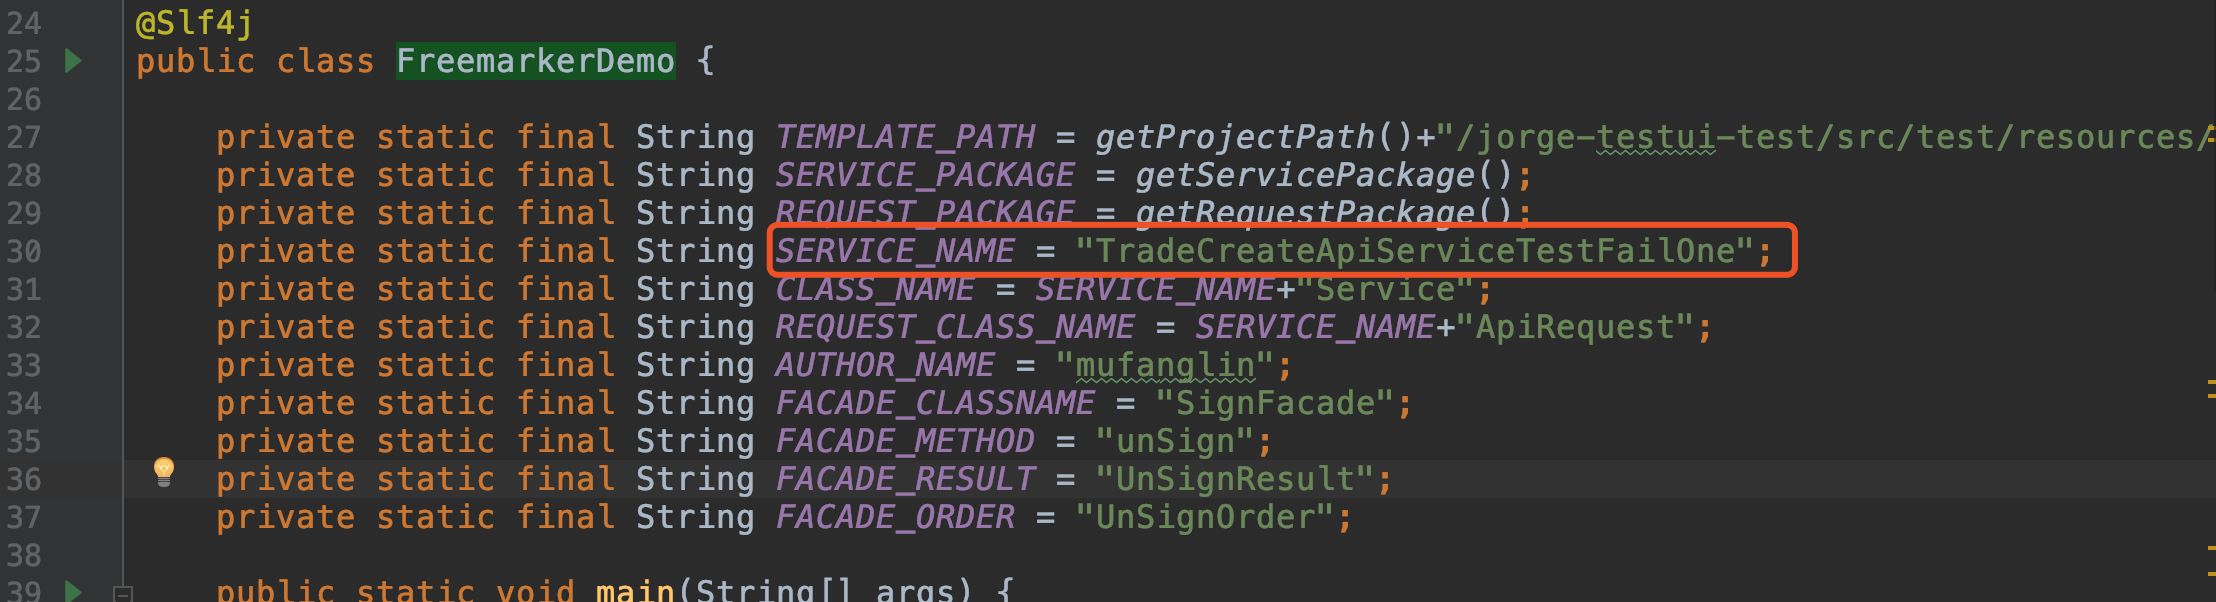 24 @Slf4j
25 public class FreemarkerDemo {
26
27 private static final String TEMPLATE_PATH = getProjectPath()+"/jorge-testui-test/src/test/resources/
28 private static final String SERVICE_PACKAGE = getServicePackage();
29 private static final String REQUEST_PACKAGE = getRequestPackage();
30 private static final String SERVICE_NAME = "TradeCreateApiServiceTestFailOne";
31 private static final String CLASS_NAME = SERVICE_NAME+"Service";
32 private static final String REQUEST_CLASS_NAME = SERVICE_NAME+"ApiRequest";
33 private static final String AUTHOR_NAME = "mufanglin";
34 private static final String FACADE_CLASSNAME = "SignFacade";
35 private static final String FACADE_METHOD = "unSign";
36 private static final String FACADE_RESULT = "UnSignResult";
37 private static final String FACADE_ORDER = "UnSignOrder";
38
39 public static void main(String[] args) {